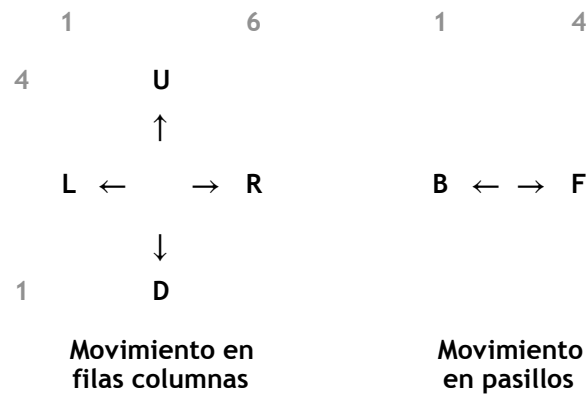 1 6 1 4
4 U
↑
L ← → R B ← → F
↓
1 D
Movimiento en Movimiento
filas columnas en pasillos